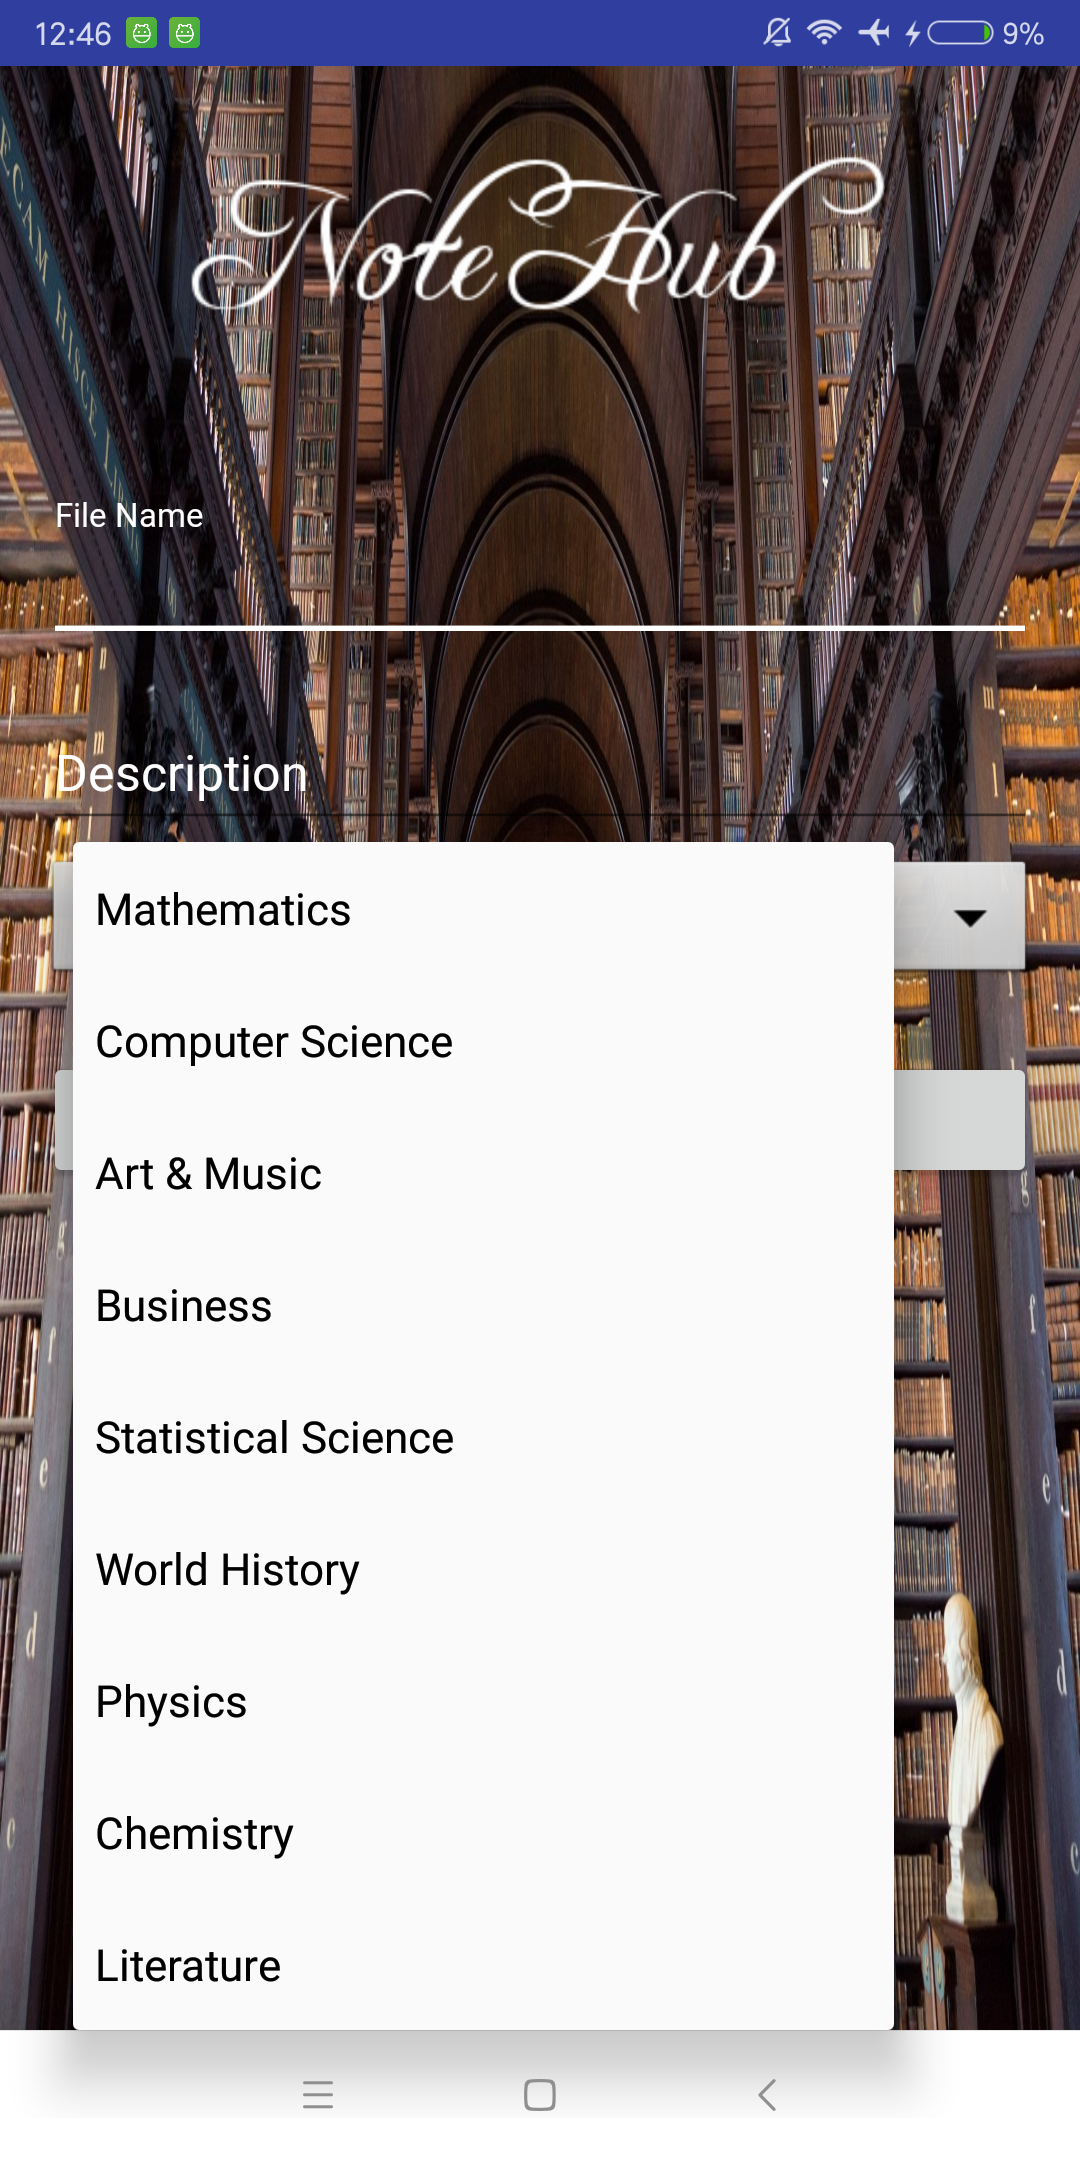 12:46
9%
NoteHub
File Name
Description
Mathematics
Computer Science
Art & Music
Business
Statistical Science
World History
Physics
Chemistry
Literature